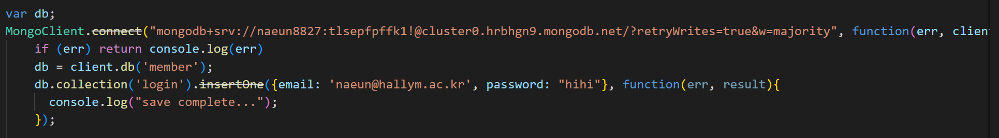 var db;
MongoClient.connect("mongodb+srv://naeun8827:tlsepfpffk1!@cluster0.hrbhgn9.mongodb.net/?retryWrites=true&w=majority", function(err, clien
if (err) return console.log(err)
db = client.db('member');
db.collection('login').insertOne({email: 'naeun@hallym.ac.kr', password: "hihi"}, function(err, result){
console.log("save complete...");
});